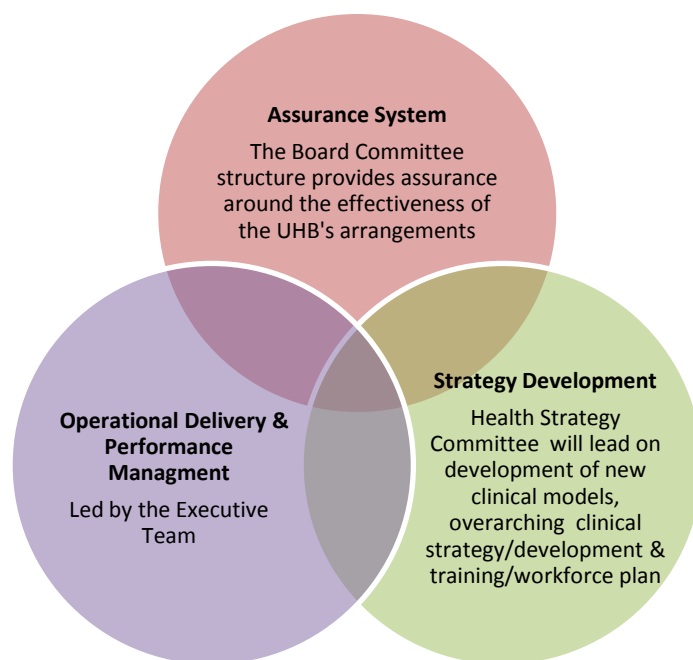 Assurance System
The Board Committee
structure provides assurance
around the effectiveness of
the UHB's arrangements
Operational Delivery &
Performance
Managment
Led by the Executive
Team
Strategy Development
Health Strategy
Committee will lead on
development of new
clinical models,
overarching clinical
strategy/development &
training/workforce plan